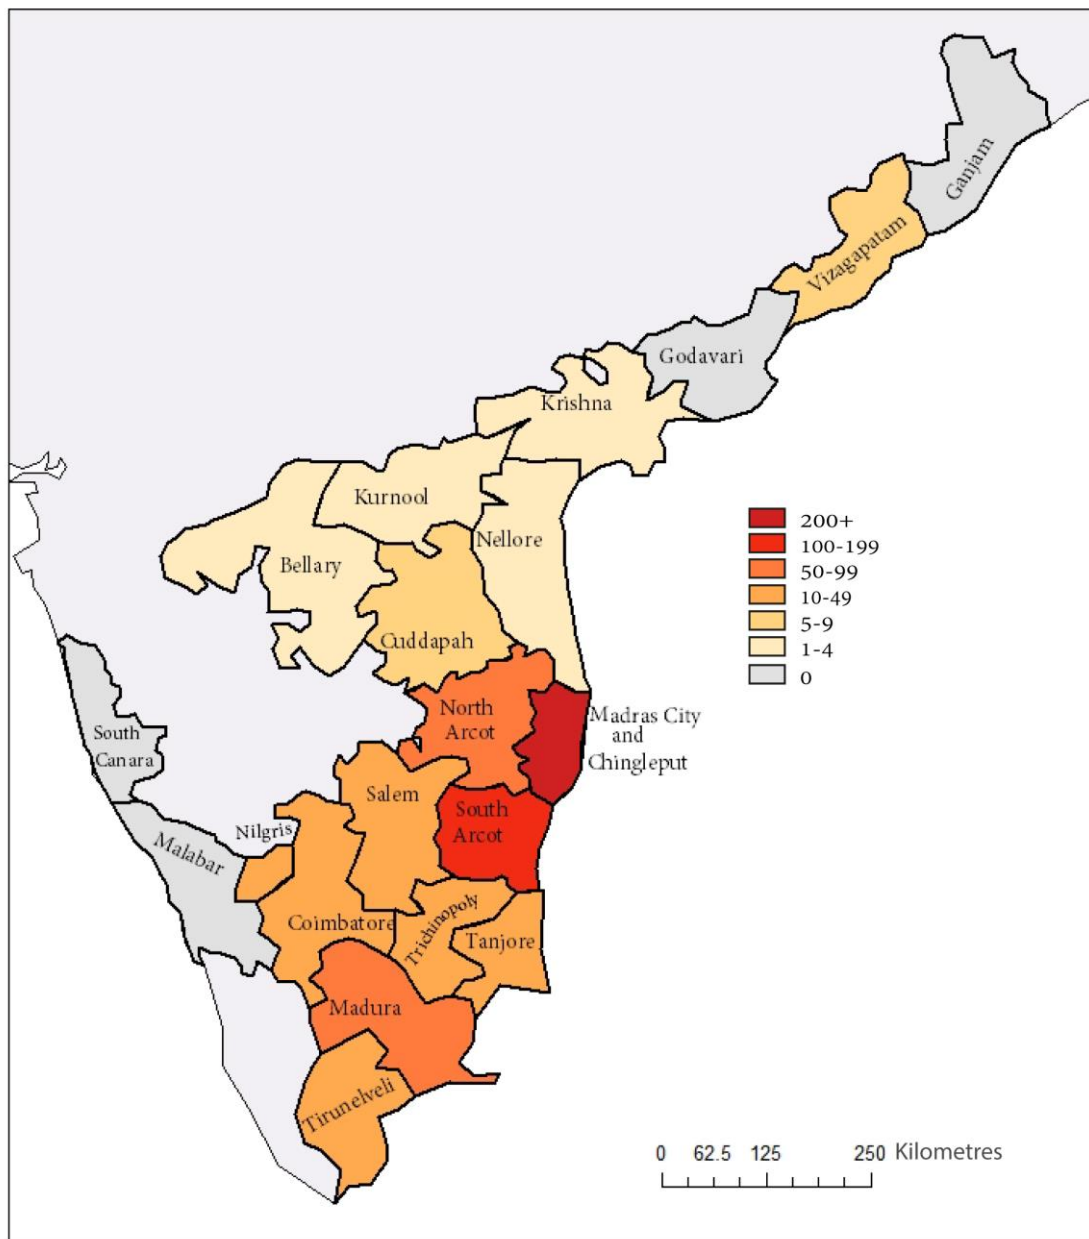 Ganjam
Vizagapatam
Godavari
Krishna
Kurnool
Nellore
Bellary
Cuddapah
200+
100-199
50-99
10-49
5-9
1-4
0
North
Arcot
Madras City
and
Chingleput
South
Canara
Salem
South
Arcot
Nilgris
Malabar
Coimbatore
Trichinopoly
Tanjore
Madura
Tirunelveli
0 62.5 125 250 Kilometres